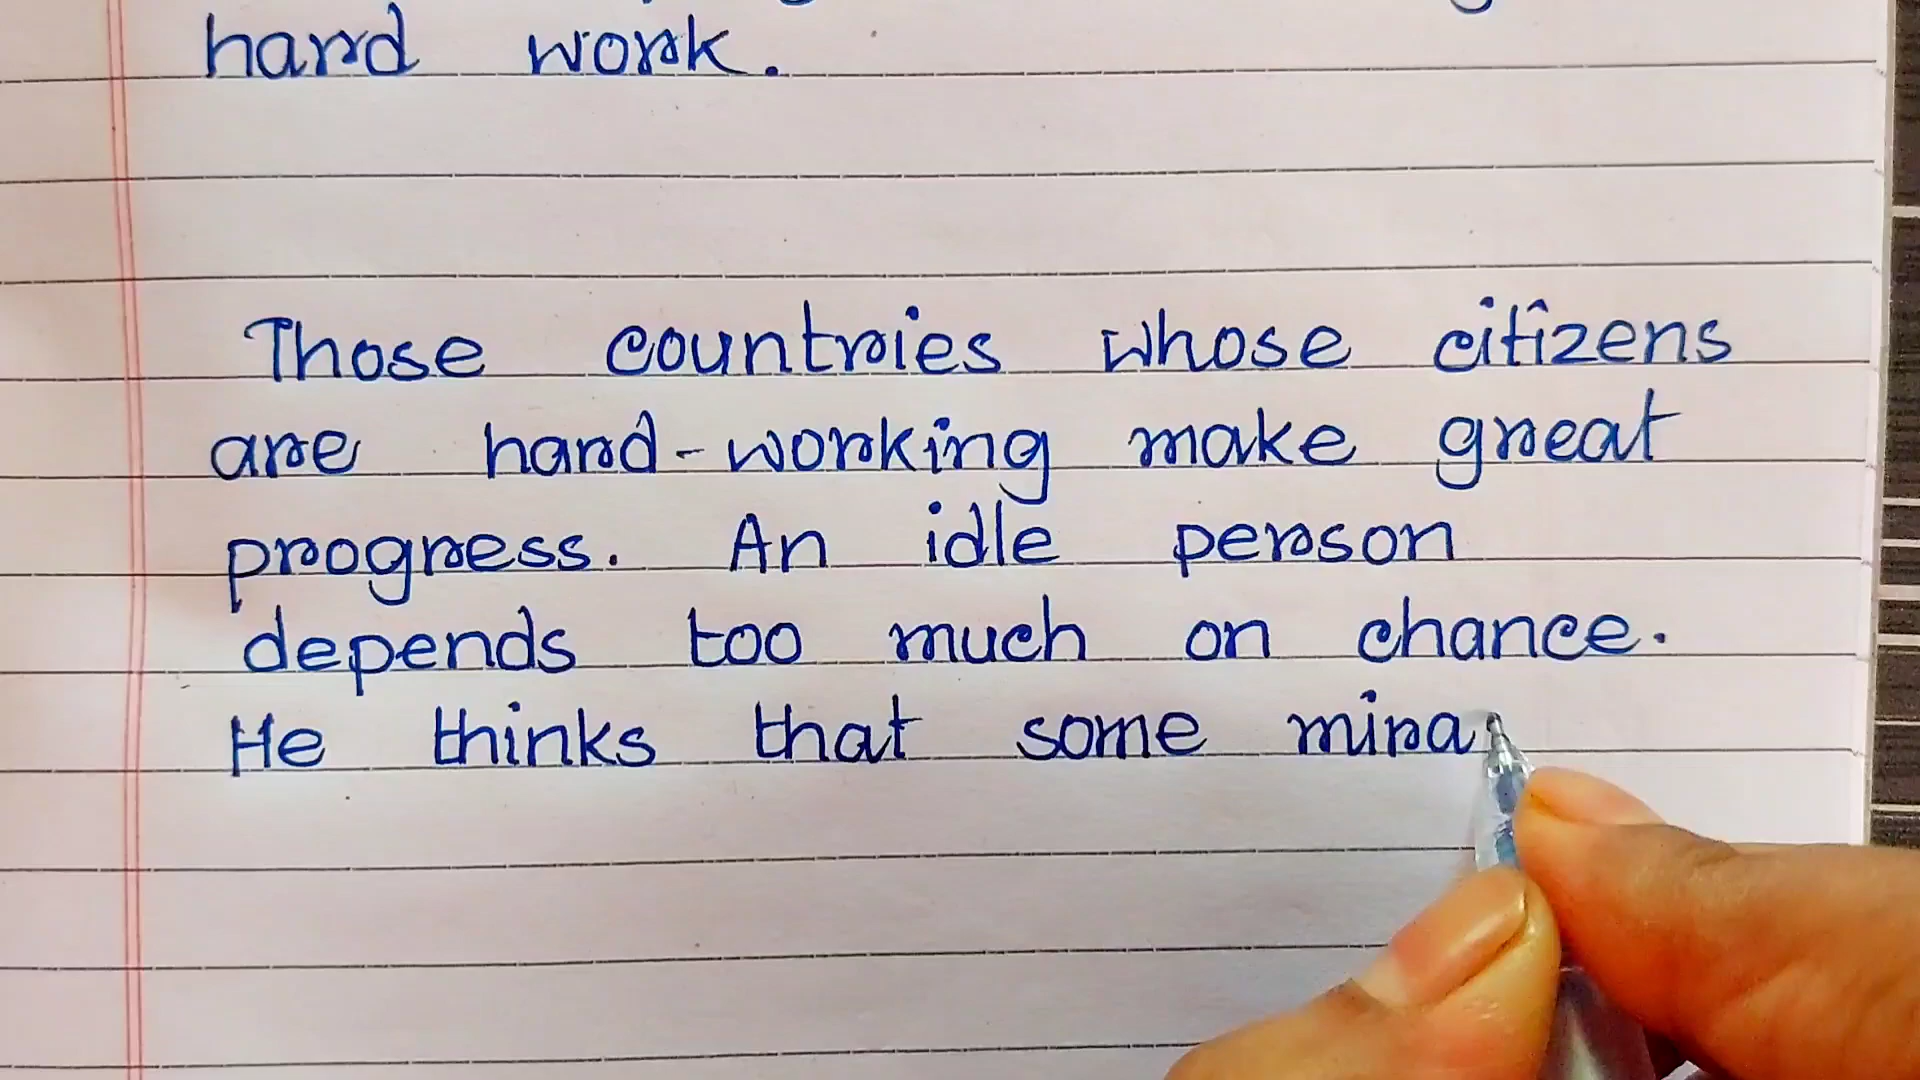 hard work.
Those countries whose citizens
are hard-working make great
progress. An idle person
depends too much on chance.
He thinks that some mira